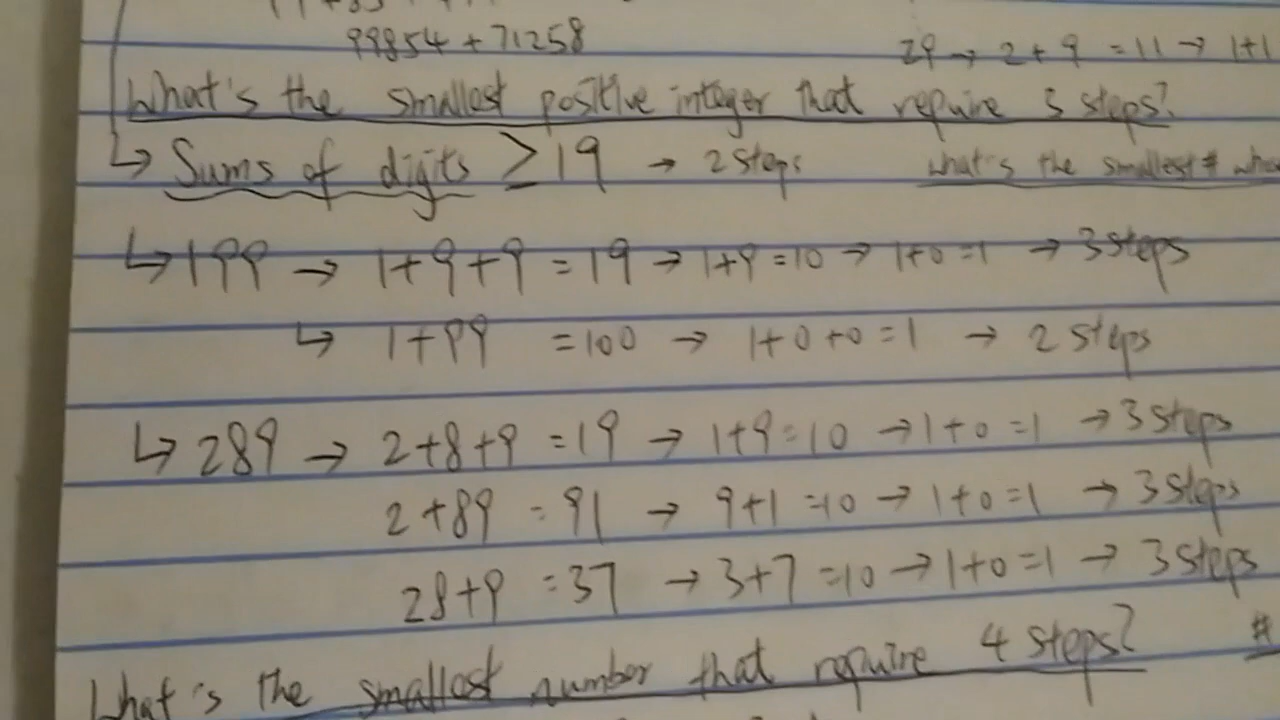 99854 + 71258
29 → 2 + 9 = 11 → 1+1
What's the smallest positive integer that require 3 steps?
↳ Sums of digits ≥ 19 → 2 steps
what's the smallest #
↳ 199 → 1+9+9 = 19 → 1+9 = 10 → 1+0 = 1 → 3 steps
↳ 1+99 = 100 → 1+0+0 = 1 → 2 steps
↳ 289 → 2+8+9 = 19 → 1+9 = 10 → 1+0 = 1 → 3 steps
2+89 = 91 → 9+1 = 10 → 1+0 = 1 → 3 steps
28+9 = 37 → 3+7 = 10 → 1+0 = 1 → 3 steps
What's the smallest number that require 4 steps?
#